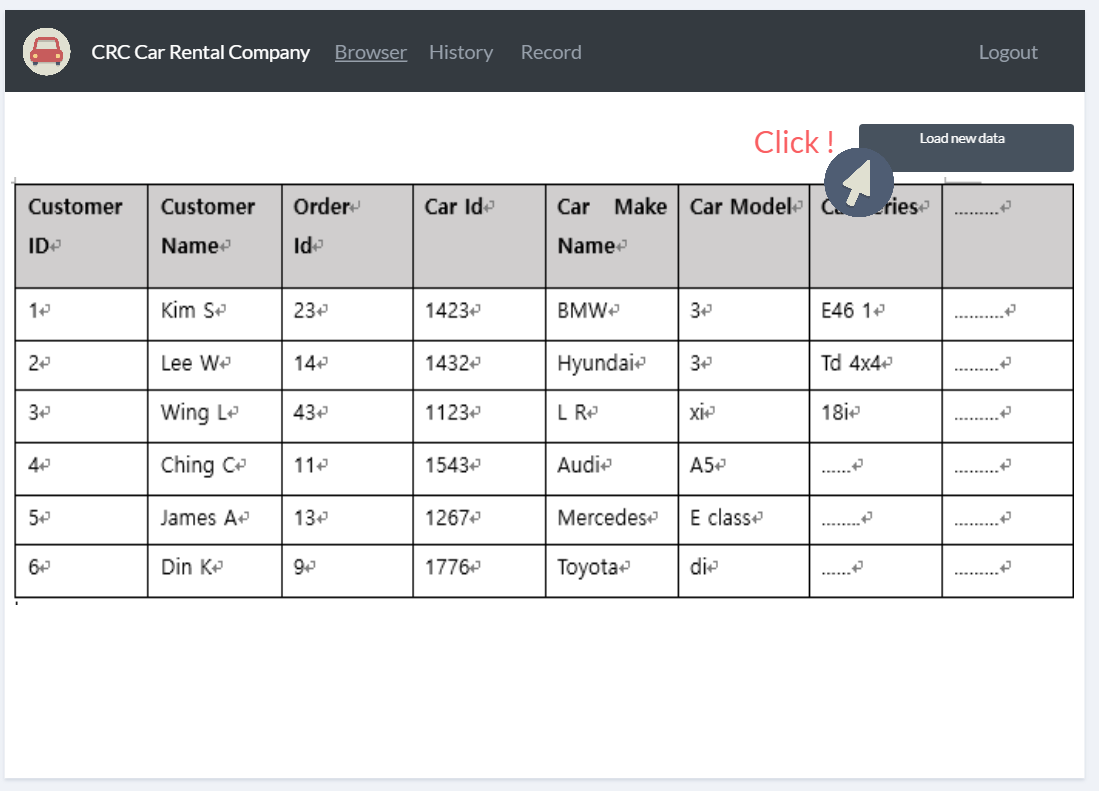 CRC Car Rental Company Browser History Record Logout
Click ! Load new data
Customer ID Customer Name Order Id Car Id Car Make Name Car Model .........
1 Kim S 23 1423 BMW 3 E46 1 ..........
2 Lee W 14 1432 Hyundai 3 Td 4x4 .........
3 Wing L 43 1123 L R xi 18i .........
4 Ching C 11 1543 Audi A5 ...... .........
5 James A 13 1267 Mercedes E class ........ .........
6 Din K 9 1776 Toyota di ...... .........